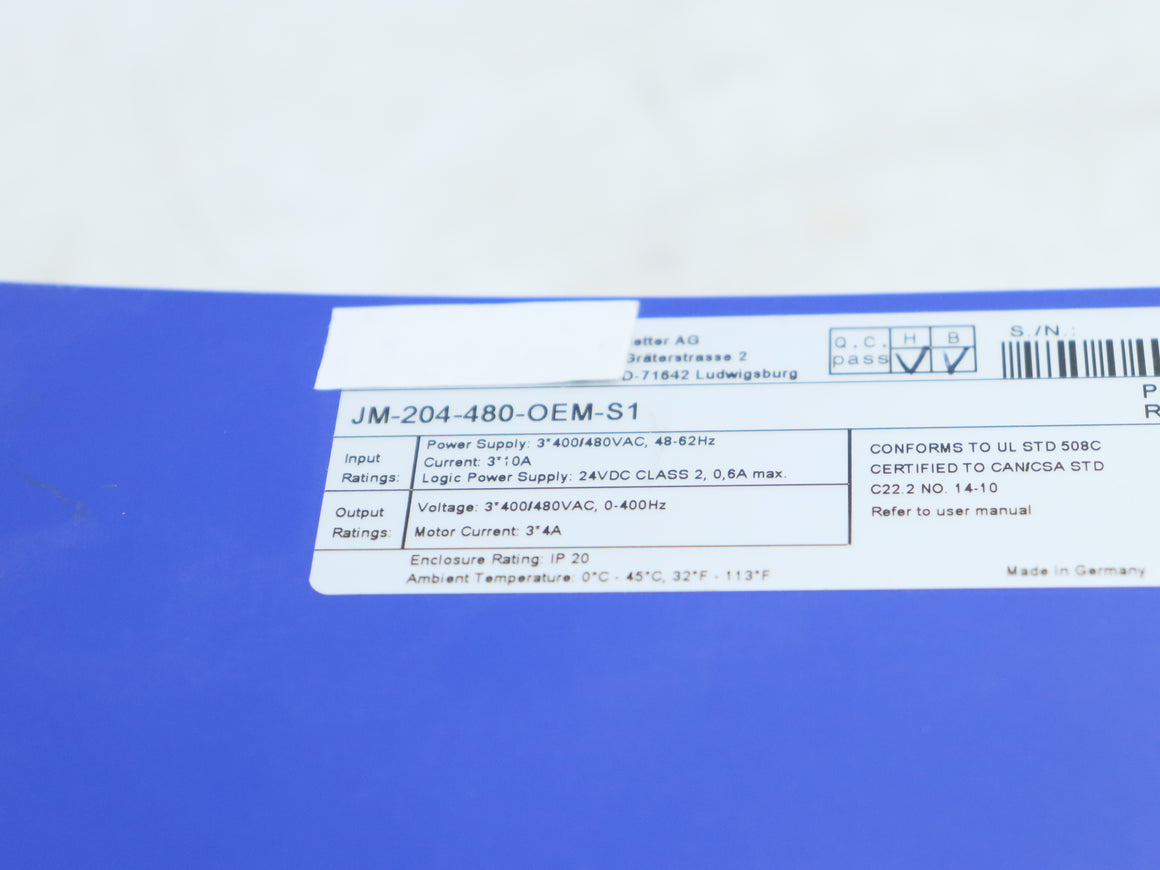 etter AG
Gräterstrasse 2
D-71642 Ludwigsburg
Q.C. H B
pass
S./N.:
JM-204-480-OEM-S1
P
R
Input
Ratings:
Power Supply: 3*400/480VAC, 48-62Hz
Current: 3*10A
Logic Power Supply: 24VDC CLASS 2, 0,6A max.
Output
Ratings:
Voltage: 3*400/480VAC, 0-400Hz
Motor Current: 3*4A
CONFORMS TO UL STD 508C
CERTIFIED TO CAN/CSA STD
C22.2 NO. 14-10
Refer to user manual
Enclosure Rating: IP 20
Ambient Temperature: 0°C - 45°C, 32°F - 113°F
Made in Germany